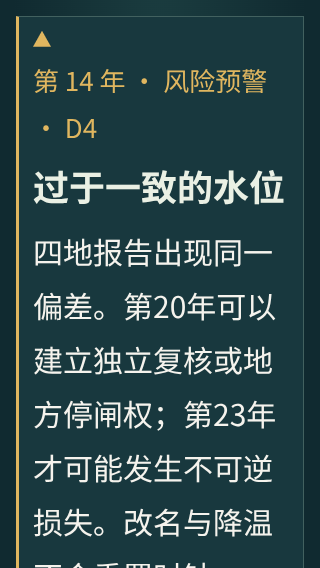 ▲
第 14 年 · 风险预警
· D4
过于一致的水位
四地报告出现同一
偏差。第20年可以
建立独立复核或地
方停闸权；第23年
才可能发生不可逆
损失。改名与降温